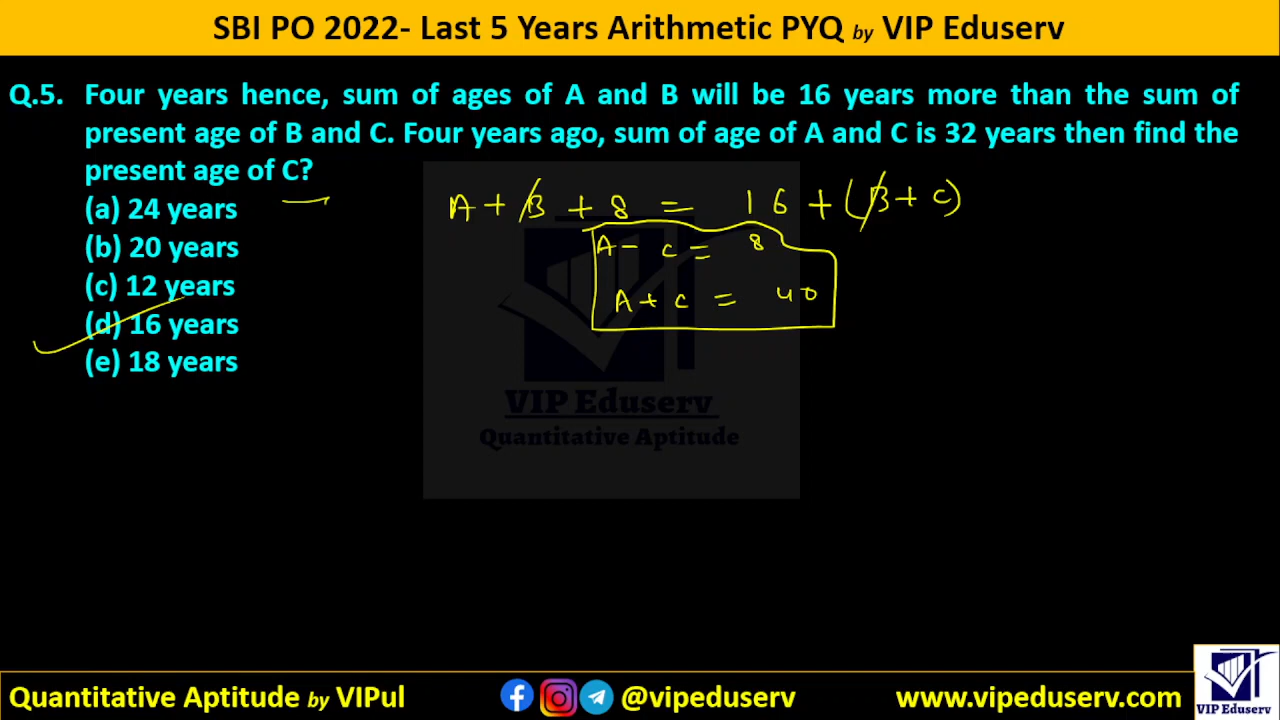 SBI PO 2022- Last 5 Years Arithmetic PYQ by VIP Eduserv
Q.5. Four years hence, sum of ages of A and B will be 16 years more than the sum of
present age of B and C. Four years ago, sum of age of A and C is 32 years then find the
present age of C?
(a) 24 years
(b) 20 years
(c) 12 years
(d) 16 years
(e) 18 years
A + B + 8 = 16 + (B + C)
A - C = 8
A + C = 40
VIP Eduserv
Quantitative Aptitude
Quantitative Aptitude by VIPul
@vipeduserv
www.vipeduserv.com
VIP Eduserv